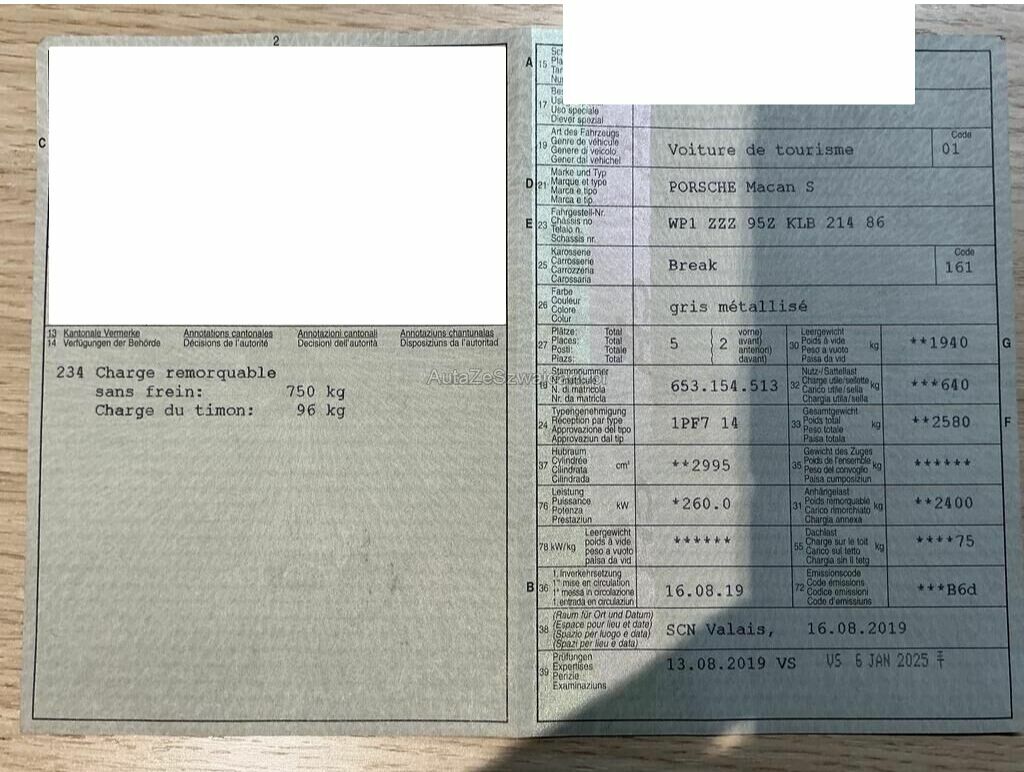 2
C
13 Kantonale Vermerke Annotations cantonales Annotazioni cantonali Annotaziuns chantunalas
14 Verfügungen der Behörde Décisions de l'autorité Decisioni dell'autorità Disposiziuns da l'autoritad
234 Charge remorquable
sans frein: 750 kg
Charge du timon: 96 kg
A 15
17
Uso speciale
Diever spezial
19 Art des Fahrzeugs
Genre de véhicule
Genere di veicolo
Gener dal vehichel
Voiture de tourisme
Code
01
D 21 Marke und Typ
Marque et type
Marca e tipo
Marca e tip.
PORSCHE Macan S
E 23 Fahrgestell-Nr.
Châssis no
Telaio n.
Schassis nr.
WP1 ZZZ 95Z KLB 214 86
25 Karosserie
Carrosserie
Carrozzeria
Carossaria
Break
Code
161
26 Farbe
Couleur
Colore
Colur
gris métallisé
27 Plätze: Total
Places: Total
Posti: Totale
Plazs: Total
5 { 2 vorne)
avant)
anteriori)
davant)
30 Leergewicht
Poids à vide
Peso a vuoto
Paisa da vid
kg
**1940
G
18 Stammnummer
N° matricule
N. di matricola
Nr. da matricla
653.154.513
32 Nutz-/Sattellast
Charge utile/sellette
Carico utile/sella
Chargia utila/sella
kg
***640
24 Typengenehmigung
Réception par type
Approvazione del tipo
Approvaziun dal tip
1PF7 14
33 Gesamtgewicht
Poids total
Peso totale
Paisa totala
kg
**2580
F
37 Hubraum
Cylindrée
Cilindrata
Cilindrada
cm³
**2995
35 Gewicht des Zuges
Poids de l'ensemble
Peso del convoglio
Paisa cumposiziun
kg
******
76 Leistung
Puissance
Potenza
Prestaziun
kW
*260.0
31 Anhängelast
Poids remorquable
Carico rimorchiato
Chargia annexa
kg
**2400
78 kW/kg Leergewicht
poids à vide
peso a vuoto
paisa da vid
******
55 Dachlast
Charge sur le toit
Carico sul tetto
Chargia sin il tetg
kg
****75
B 36 1. Inverkehrsetzung
1re mise en circulation
1a messa in circolazione
1. entrada en circulaziun
16.08.19
72 Emissionscode
Code émissions
Codice emissioni
Code d'emissiuns
***B6d
38 (Raum für Ort und Datum)
(Espace pour lieu et date)
(Spazio per luogo e data)
(Spazi per lieu e data)
SCN Valais, 16.08.2019
39 Prüfungen
Expertises
Perizie
Examinaziuns
13.08.2019 VS VS 6 JAN 2025